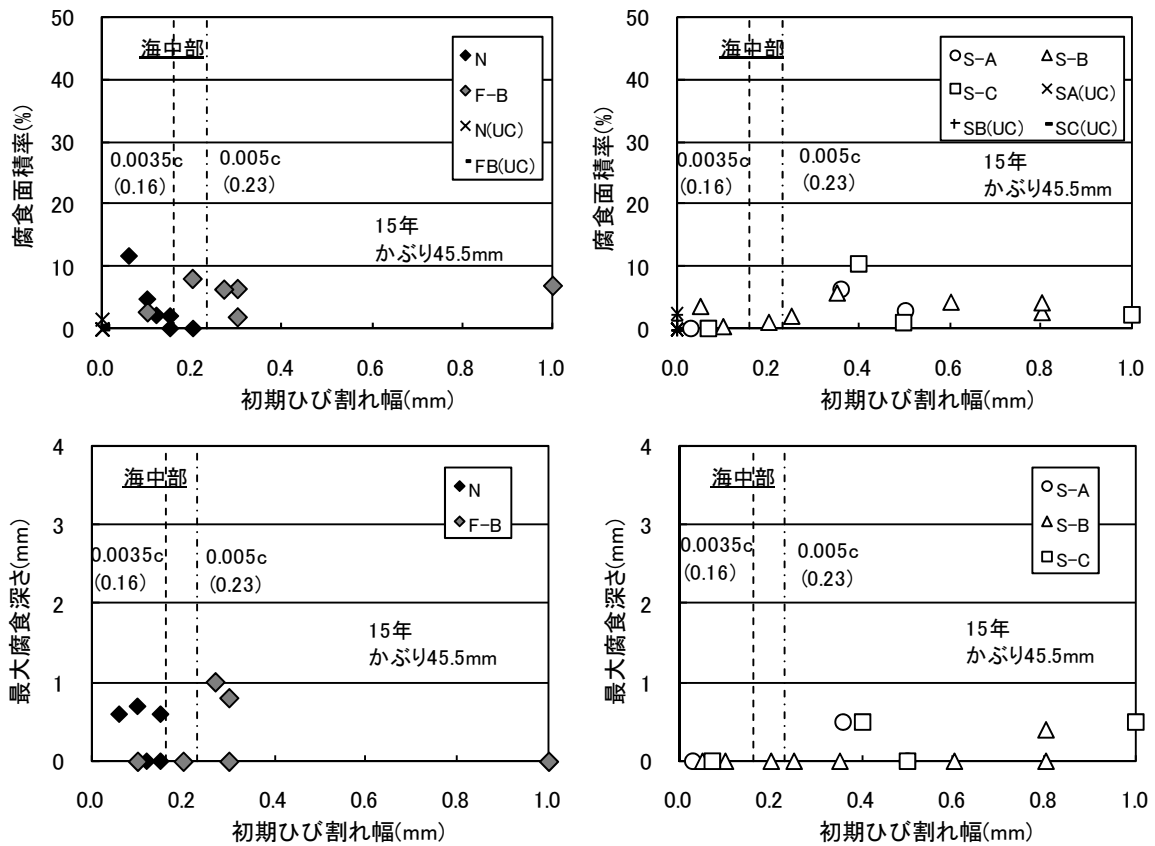 50
40
30
20
10
0
腐食面積率(%)
海中部
N
F-B
N(UC)
FB(UC)
0.0035c
(0.16)
0.005c
(0.23)
15年
かぶり45.5mm
0.0 0.2 0.4 0.6 0.8 1.0
初期ひび割れ幅(mm)
50
40
30
20
10
0
腐食面積率(%)
海中部
S-A S-B
S-C SA(UC)
SB(UC) SC(UC)
0.0035c
(0.16)
0.005c
(0.23)
15年
かぶり45.5mm
0.0 0.2 0.4 0.6 0.8 1.0
初期ひび割れ幅(mm)
4
3
2
1
0
最大腐食深さ(mm)
海中部
N
F-B
0.0035c
(0.16)
0.005c
(0.23)
15年
かぶり45.5mm
0.0 0.2 0.4 0.6 0.8 1.0
初期ひび割れ幅(mm)
4
3
2
1
0
最大腐食深さ(mm)
海中部
S-A
S-B
S-C
0.0035c
(0.16)
0.005c
(0.23)
15年
かぶり45.5mm
0.0 0.2 0.4 0.6 0.8 1.0
初期ひび割れ幅(mm)